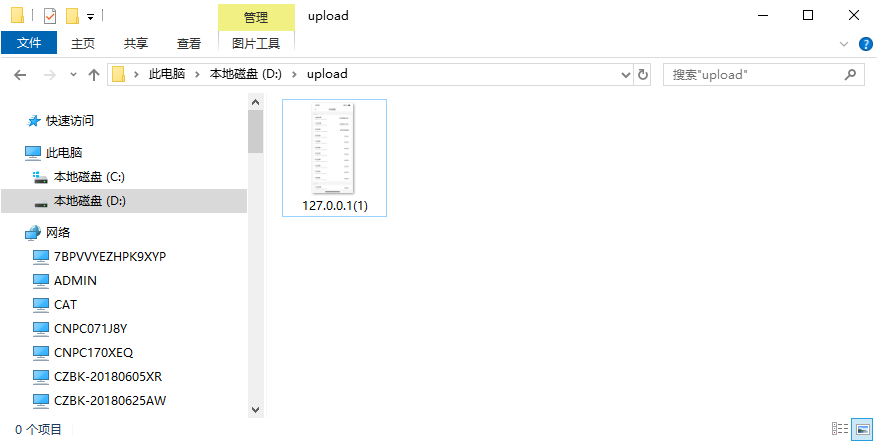 管理
upload
文件
主页
共享
查看
图片工具
此电脑 › 本地磁盘 (D:) › upload
搜索"upload"
快速访问
此电脑
本地磁盘 (C:)
本地磁盘 (D:)
网络
7BPVVYEZHPK9XYP
ADMIN
CAT
CNPC071J8Y
CNPC170XEQ
CZBK-20180605XR
CZBK-20180625AW
127.0.0.1(1)
0 个项目